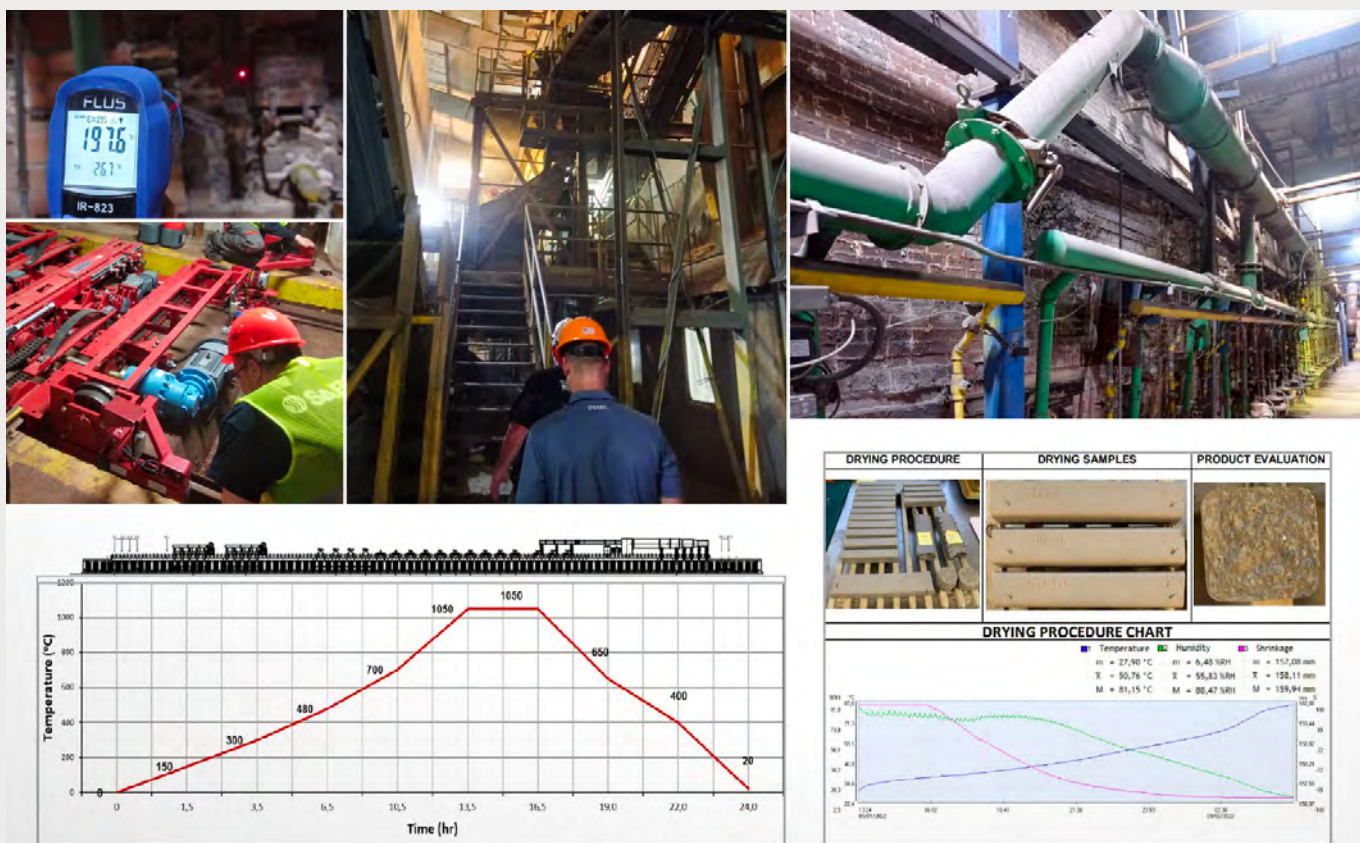 FLUS
197.6 °C
26.7 °C
IR-823
DRYING PROCEDURE
DRYING SAMPLES
PRODUCT EVALUATION
DRYING PROCEDURE CHART
1 Temperature 2 Humidity 3 Shrinkage
m = 27,90 °C m = 6,48 %RH m = 157,08 mm
x̄ = 50,76 °C x̄ = 55,83 %RH x̄ = 158,11 mm
M = 81,15 °C M = 88,47 %RH M = 159,94 mm
Temperature (°C)
1200
1000
800
600
400
200
0
0
150
300
480
700
1050
1050
650
400
20
0 1,5 3,5 6,5 10,5 13,5 16,5 19,0 22,0 24,0
Time (hr)